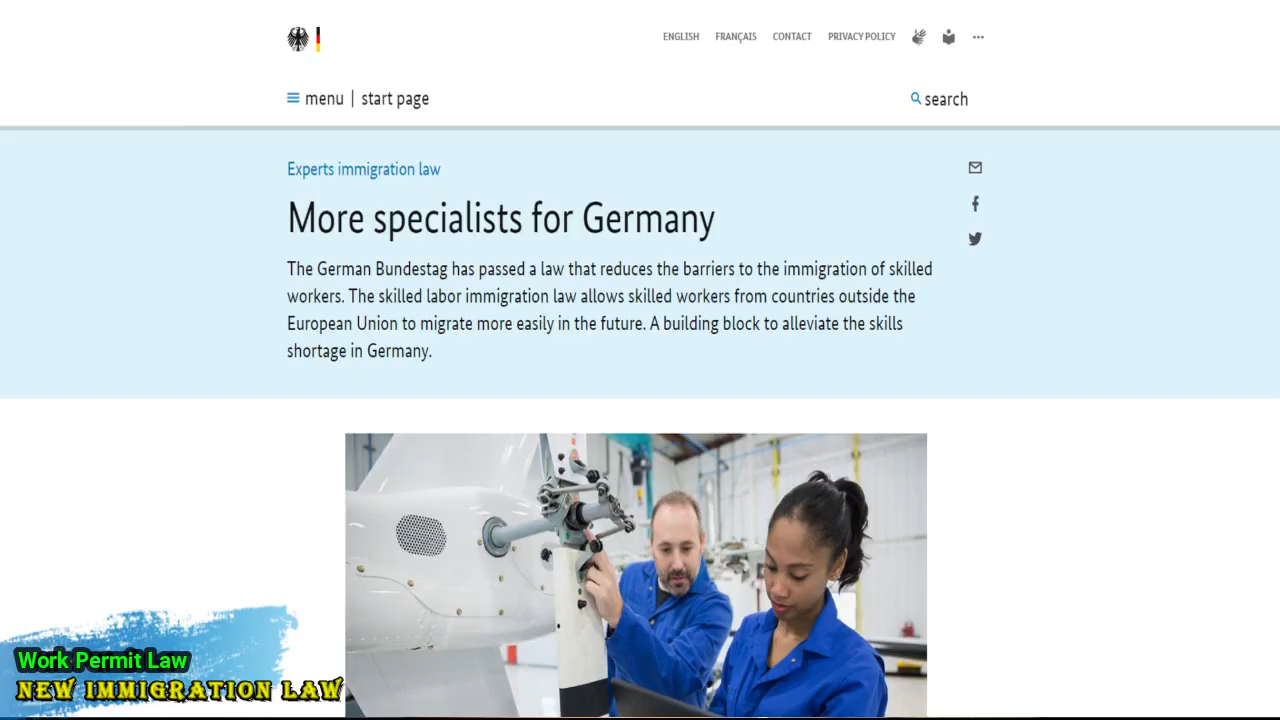 ENGLISH FRANÇAIS CONTACT PRIVACY POLICY
menu | start page search
Experts immigration law
More specialists for Germany
The German Bundestag has passed a law that reduces the barriers to the immigration of skilled
workers. The skilled labor immigration law allows skilled workers from countries outside the
European Union to migrate more easily in the future. A building block to alleviate the skills
shortage in Germany.
Work Permit Law
NEW IMMIGRATION LAW